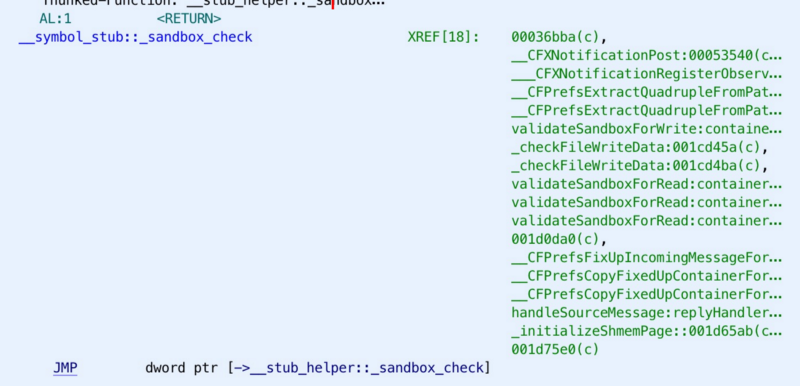 Thunked-Function: __stub_helper::_sandbox...
AL:1 <RETURN>
__symbol_stub::_sandbox_check XREF[18]: 00036bba(c),
__CFXNotificationPost:00053540(c...
___CFXNotificationRegisterObserv...
__CFPrefsExtractQuadrupleFromPat...
__CFPrefsExtractQuadrupleFromPat...
validateSandboxForWrite:containe...
_checkFileWriteData:001cd45a(c),
_checkFileWriteData:001cd4ba(c),
validateSandboxForRead:container...
validateSandboxForRead:container...
validateSandboxForRead:container...
001d0da0(c),
__CFPrefsFixUpIncomingMessageFor...
__CFPrefsCopyFixedUpContainerFor...
__CFPrefsCopyFixedUpContainerFor...
handleSourceMessage:replyHandler...
_initializeShmemPage::001d65ab(c...
001d75e0(c)
JMP dword ptr [->__stub_helper::_sandbox_check]